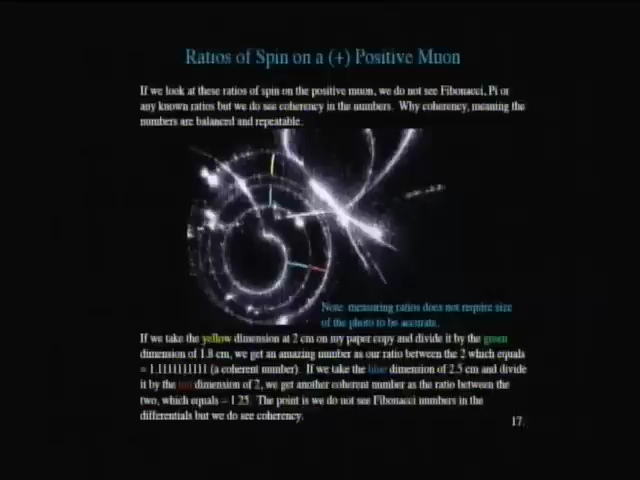 Ratios of Spin on a (+) Positive Muon
If we look at these ratios of spin on the positive muon, we do not see Fibonacci, Pi or
any known ratios but we do see coherency in the numbers. Why coherency, meaning the
numbers are balanced and repeatable.
Note: measuring ratios does not require size
of the photo to be accurate.
If we take the yellow dimension at 2 cm on my paper copy and divide it by the green
dimension of 1.8 cm, we get an amazing number as our ratio between the 2 which equals
= 1.1111111111 (a coherent number). If we take the blue dimension of 2.5 cm and divide
it by the red dimension of 2, we get another coherent number as the ratio between the
two, which equals = 1.25. The point is we do not see Fibonacci numbers in the
differentials but we do see coherency.
17.